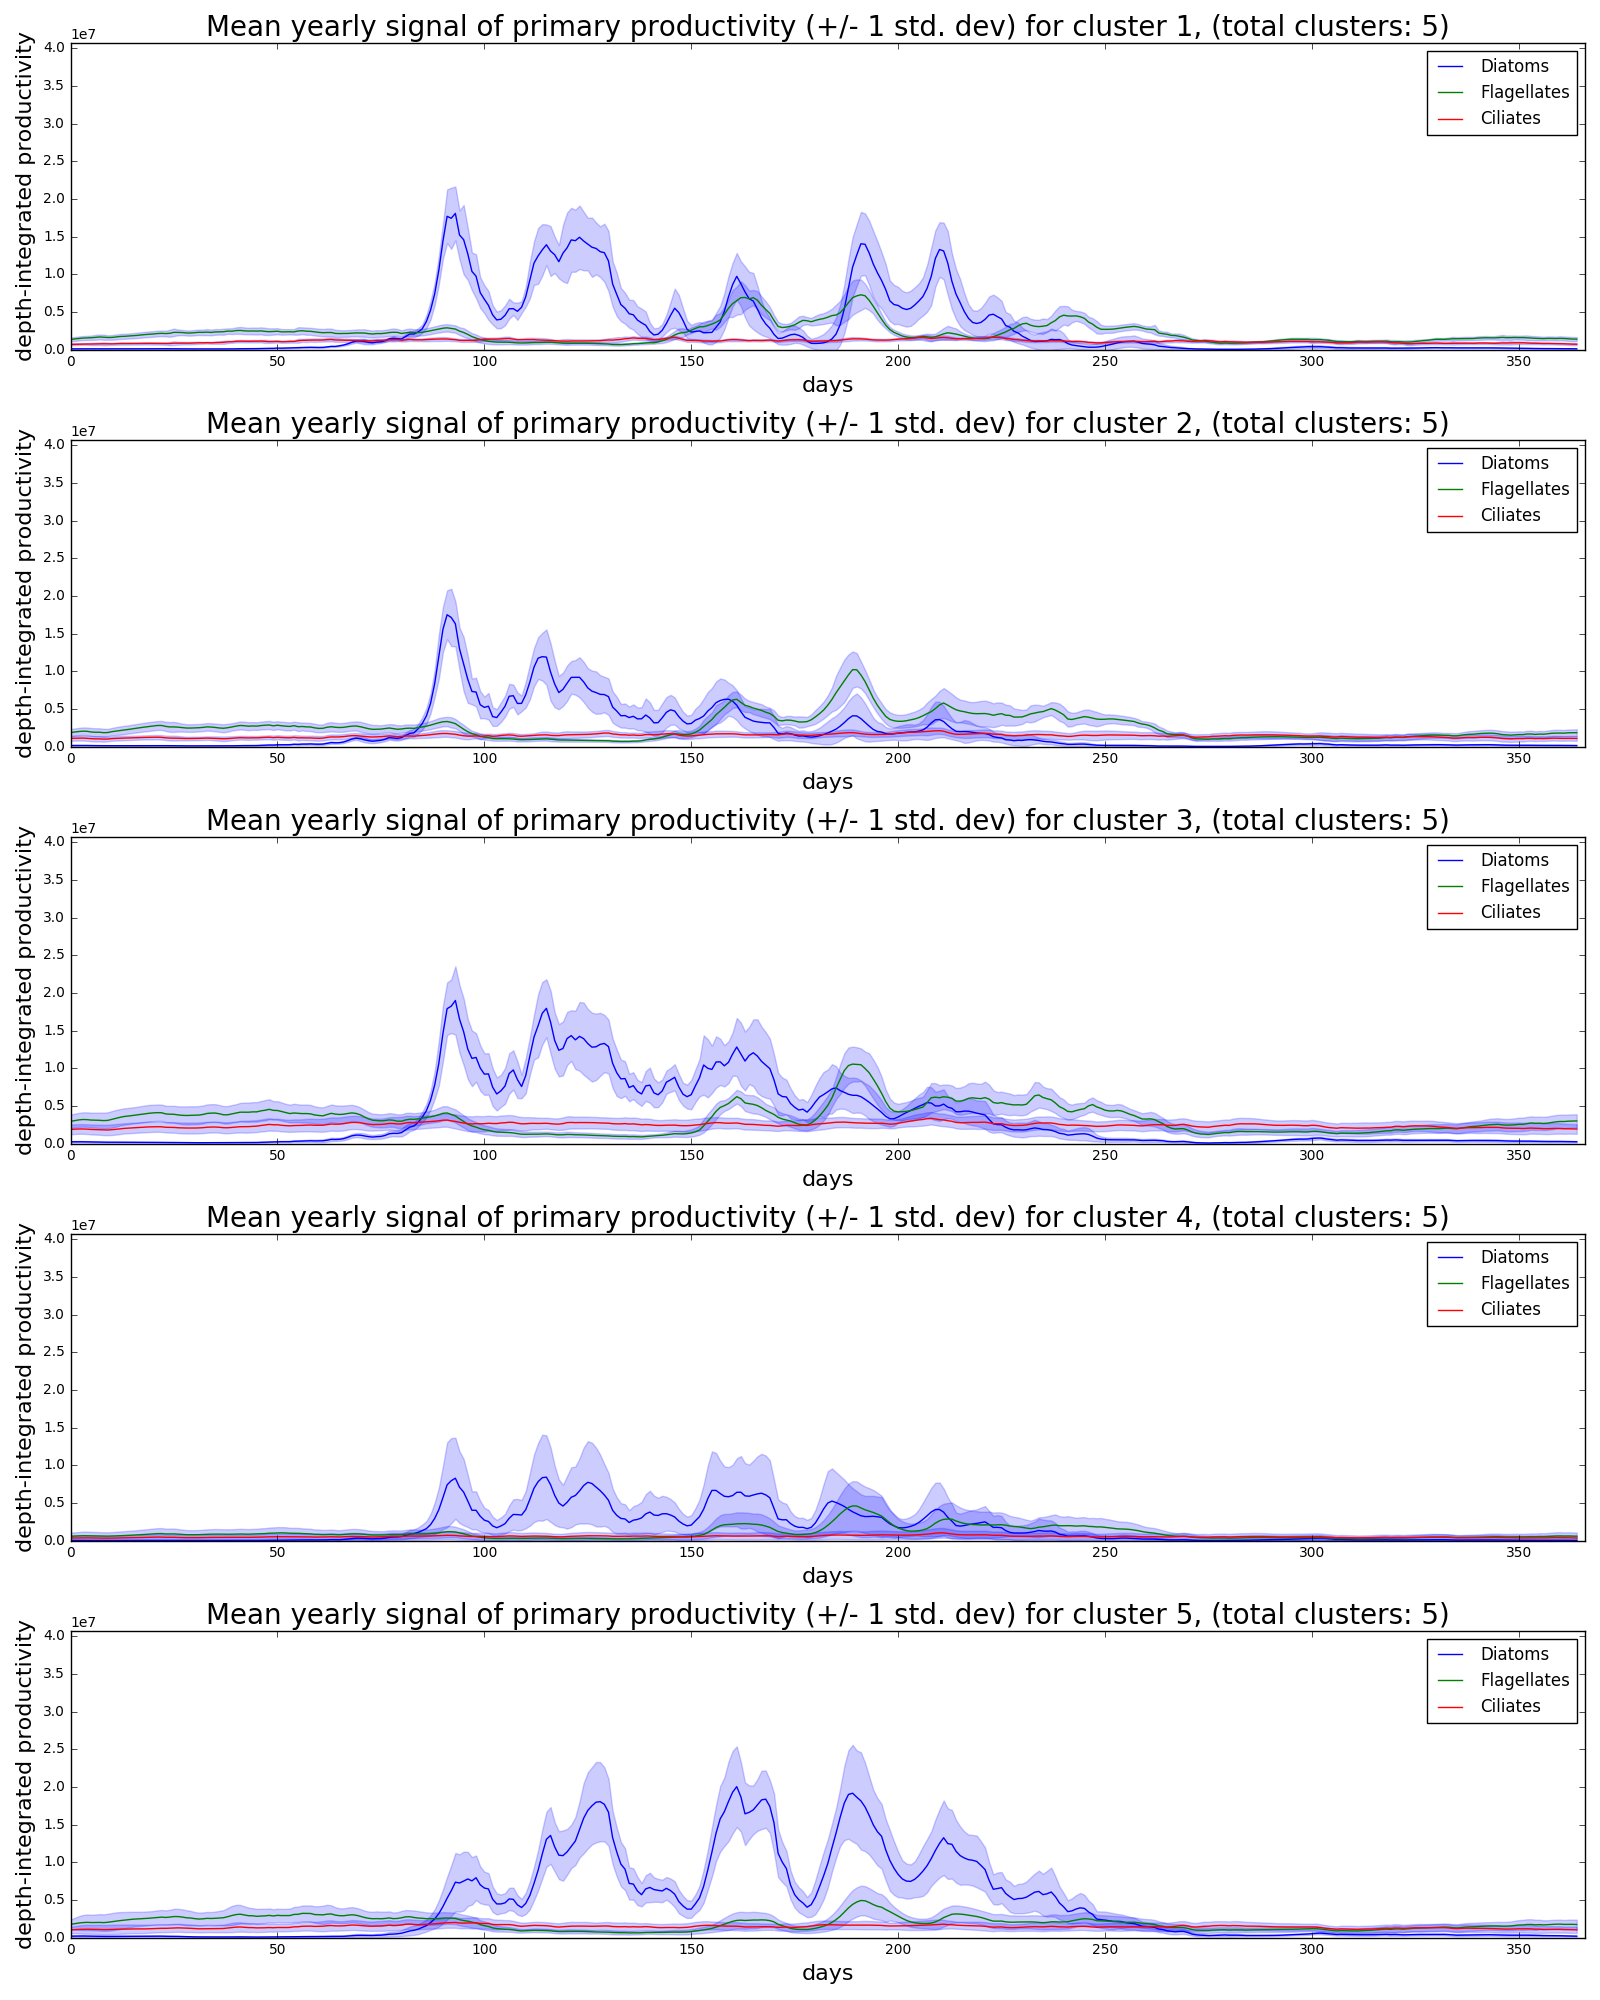 Mean yearly signal of primary productivity (+/- 1 std. dev) for cluster 1, (total clusters: 5)
1e7
depth-integrated productivity
4.0
3.5
3.0
2.5
2.0
1.5
1.0
0.5
0.0
Diatoms
Flagellates
Ciliates
0 50 100 150 200 250 300 350
days
Mean yearly signal of primary productivity (+/- 1 std. dev) for cluster 2, (total clusters: 5)
1e7
depth-integrated productivity
4.0
3.5
3.0
2.5
2.0
1.5
1.0
0.5
0.0
Diatoms
Flagellates
Ciliates
0 50 100 150 200 250 300 350
days
Mean yearly signal of primary productivity (+/- 1 std. dev) for cluster 3, (total clusters: 5)
1e7
depth-integrated productivity
4.0
3.5
3.0
2.5
2.0
1.5
1.0
0.5
0.0
Diatoms
Flagellates
Ciliates
0 50 100 150 200 250 300 350
days
Mean yearly signal of primary productivity (+/- 1 std. dev) for cluster 4, (total clusters: 5)
1e7
depth-integrated productivity
4.0
3.5
3.0
2.5
2.0
1.5
1.0
0.5
0.0
Diatoms
Flagellates
Ciliates
0 50 100 150 200 250 300 350
days
Mean yearly signal of primary productivity (+/- 1 std. dev) for cluster 5, (total clusters: 5)
1e7
depth-integrated productivity
4.0
3.5
3.0
2.5
2.0
1.5
1.0
0.5
0.0
Diatoms
Flagellates
Ciliates
0 50 100 150 200 250 300 350
days